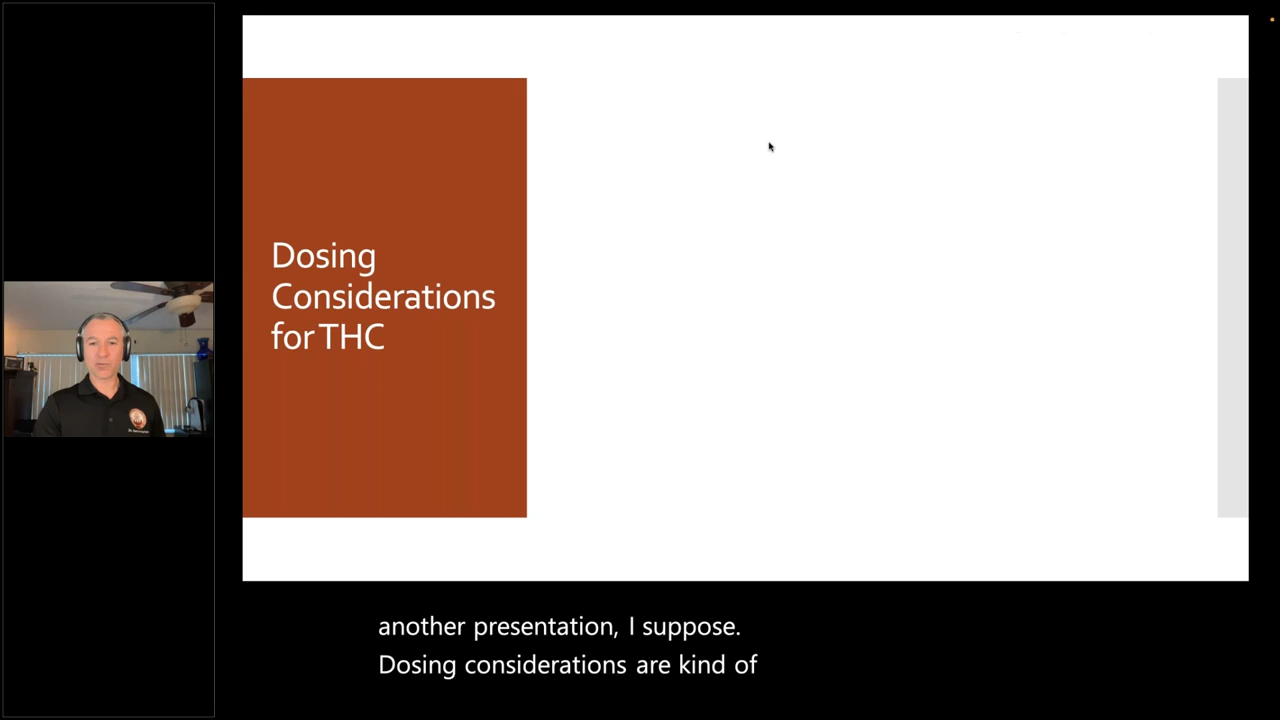 Dosing
Considerations
for THC
another presentation, I suppose.
Dosing considerations are kind of